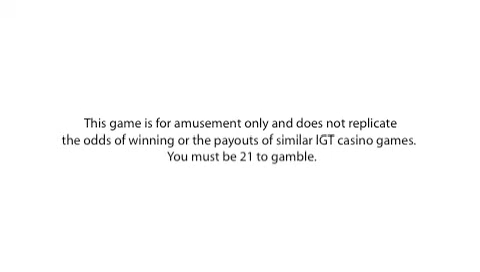 This game is for amusement only and does not replicate
the odds of winning or the payouts of similar IGT casino games.
You must be 21 to gamble.